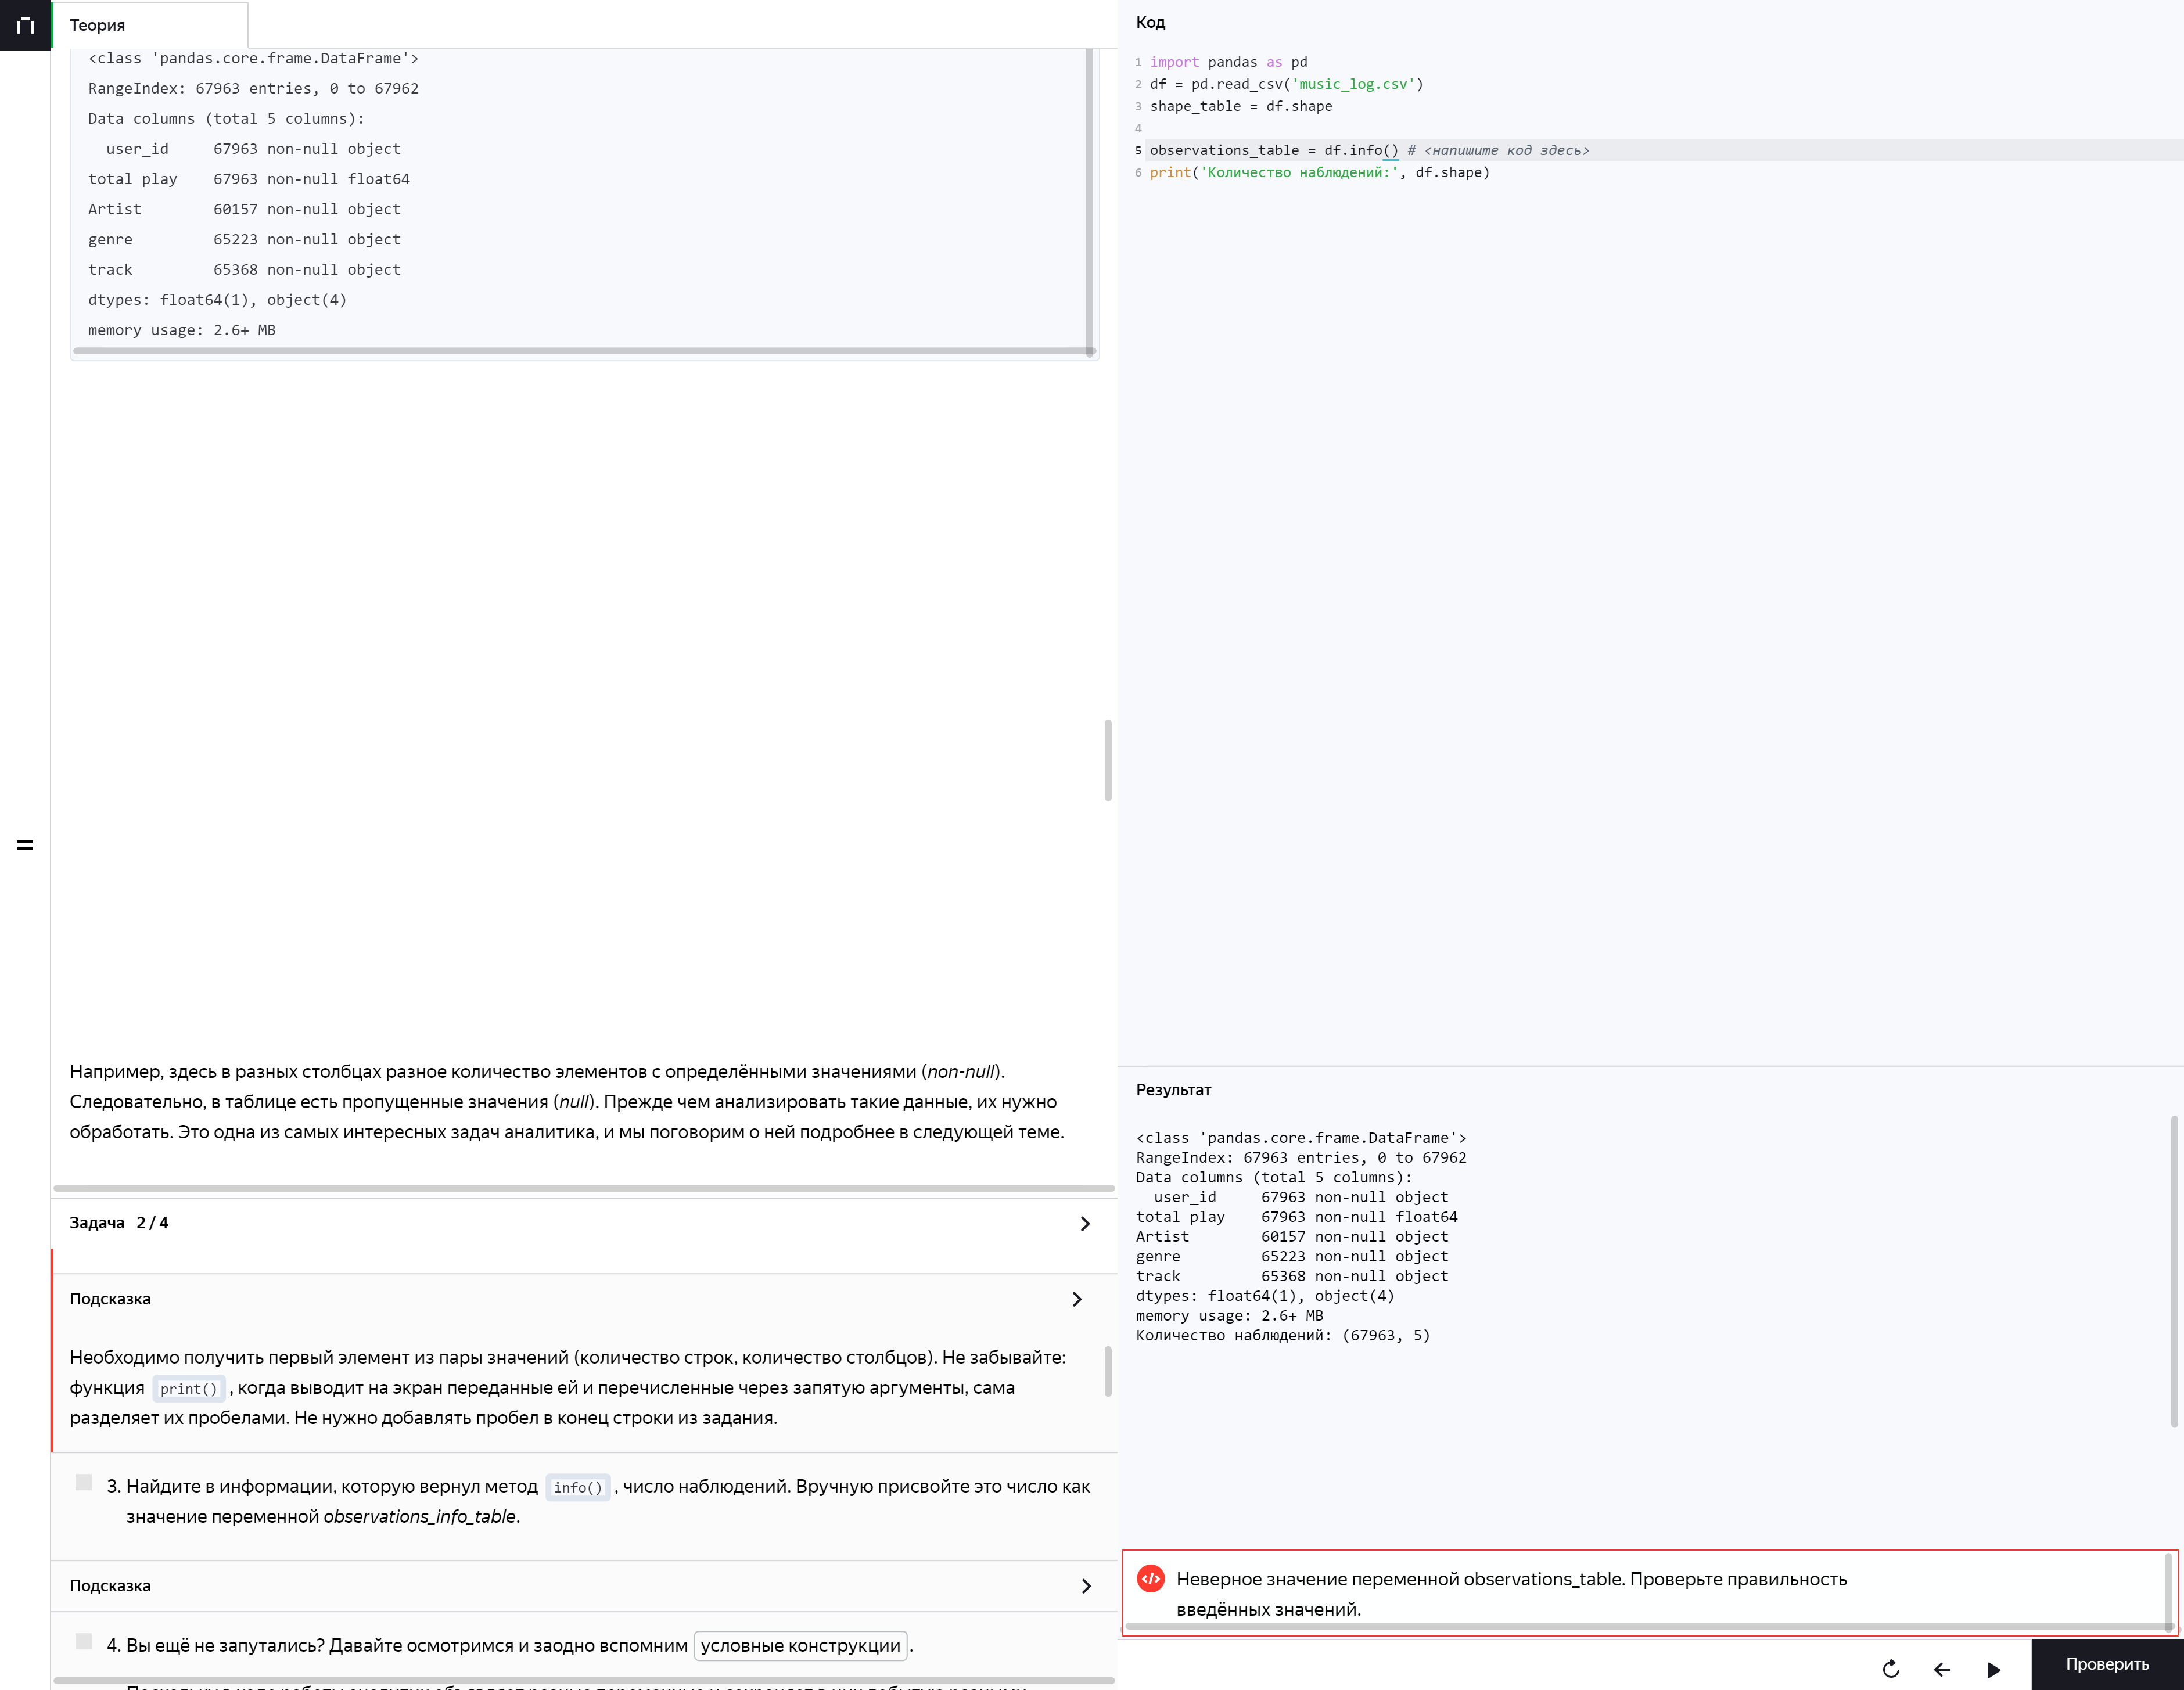 Теория
<class 'pandas.core.frame.DataFrame'>
RangeIndex: 67963 entries, 0 to 67962
Data columns (total 5 columns):
user_id 67963 non-null object
total play 67963 non-null float64
Artist 60157 non-null object
genre 65223 non-null object
track 65368 non-null object
dtypes: float64(1), object(4)
memory usage: 2.6+ MB
Например, здесь в разных столбцах разное количество элементов с определёнными значениями (non-null).
Следовательно, в таблице есть пропущенные значения (null). Прежде чем анализировать такие данные, их нужно
обработать. Это одна из самых интересных задач аналитика, и мы поговорим о ней подробнее в следующей теме.
Задача 2 / 4
Подсказка
Необходимо получить первый элемент из пары значений (количество строк, количество столбцов). Не забывайте:
функция print() , когда выводит на экран переданные ей и перечисленные через запятую аргументы, сама
разделяет их пробелами. Не нужно добавлять пробел в конец строки из задания.
3. Найдите в информации, которую вернул метод info() , число наблюдений. Вручную присвойте это число как
значение переменной observations_info_table.
Подсказка
4. Вы ещё не запутались? Давайте осмотримся и заодно вспомним условные конструкции .
Код
1 import pandas as pd
2 df = pd.read_csv('music_log.csv')
3 shape_table = df.shape
4
5 observations_table = df.info() # <напишите код здесь>
6 print('Количество наблюдений:', df.shape)
Результат
<class 'pandas.core.frame.DataFrame'>
RangeIndex: 67963 entries, 0 to 67962
Data columns (total 5 columns):
user_id 67963 non-null object
total play 67963 non-null float64
Artist 60157 non-null object
genre 65223 non-null object
track 65368 non-null object
dtypes: float64(1), object(4)
memory usage: 2.6+ MB
Количество наблюдений: (67963, 5)
Неверное значение переменной observations_table. Проверьте правильность
введённых значений.
Проверить